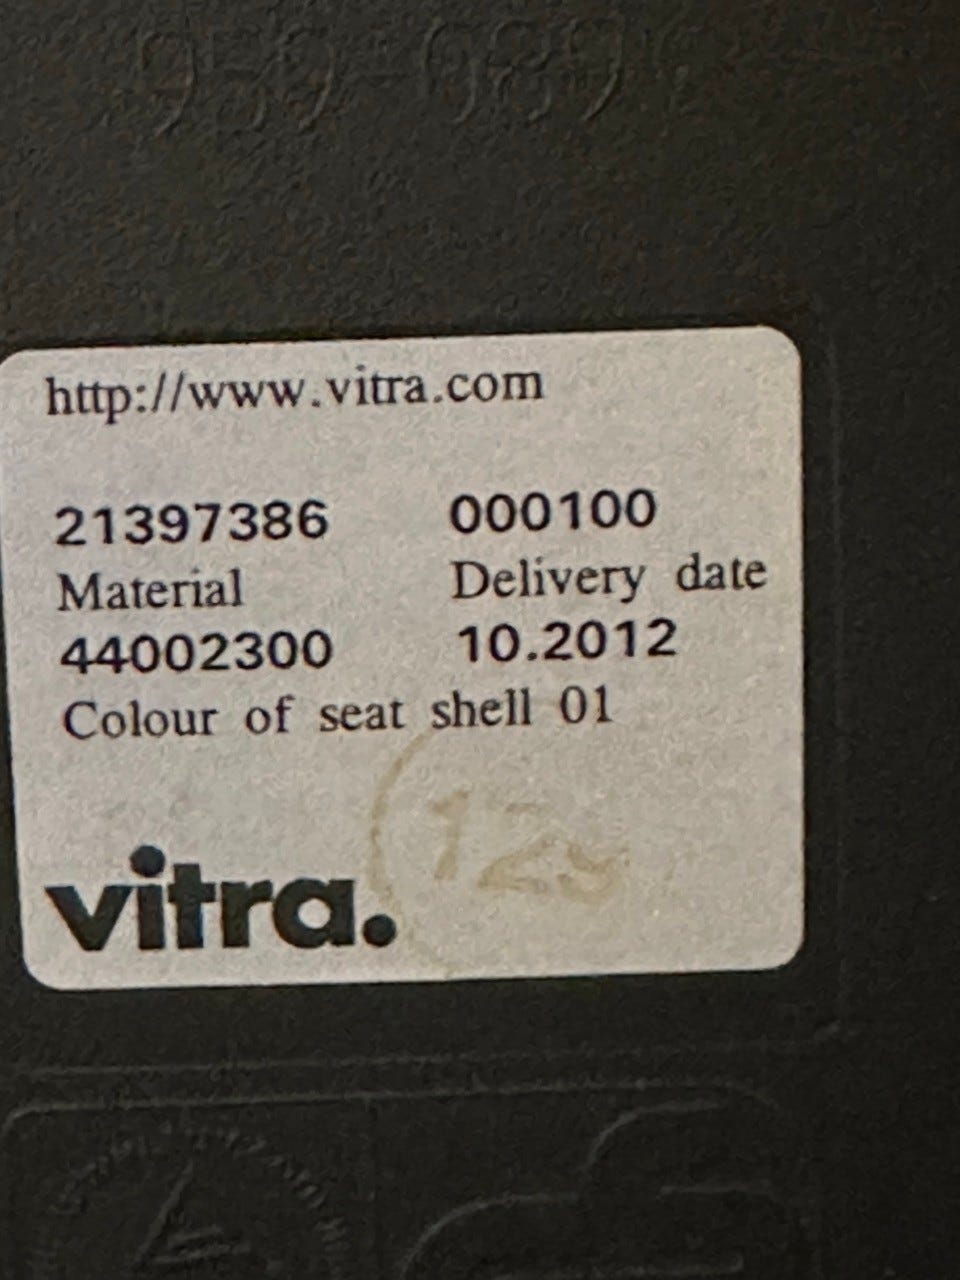 http://www.vitra.com
21397386 000100
Material Delivery date
44002300 10.2012
Colour of seat shell 01
vitra.